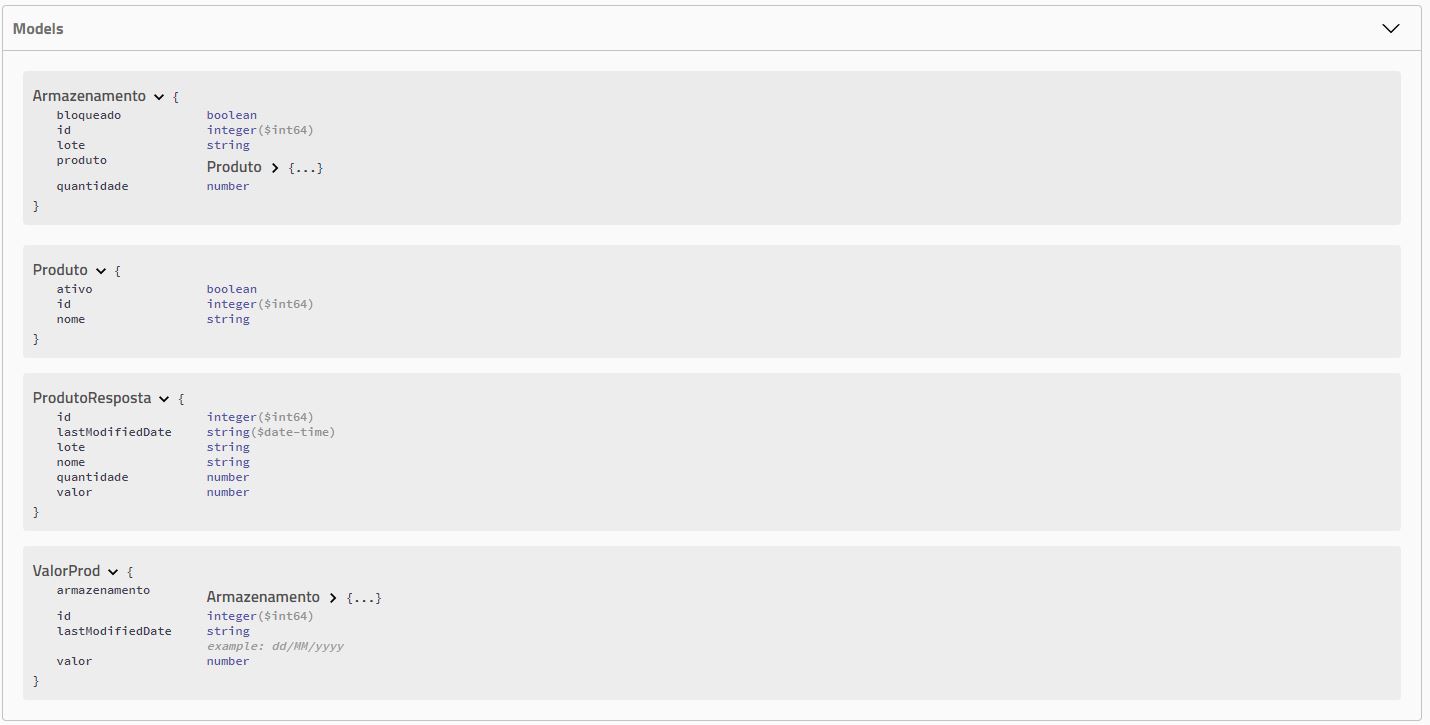 Models
Armazenamento {
bloqueado boolean
id integer($int64)
lote string
produto Produto {...}
quantidade number
}
Produto {
ativo boolean
id integer($int64)
nome string
}
ProdutoResposta {
id integer($int64)
lastModifiedDate string($date-time)
lote string
nome string
quantidade number
valor number
}
ValorProd {
armazenamento Armazenamento {...}
id integer($int64)
lastModifiedDate string
example: dd/MM/yyyy
valor number
}